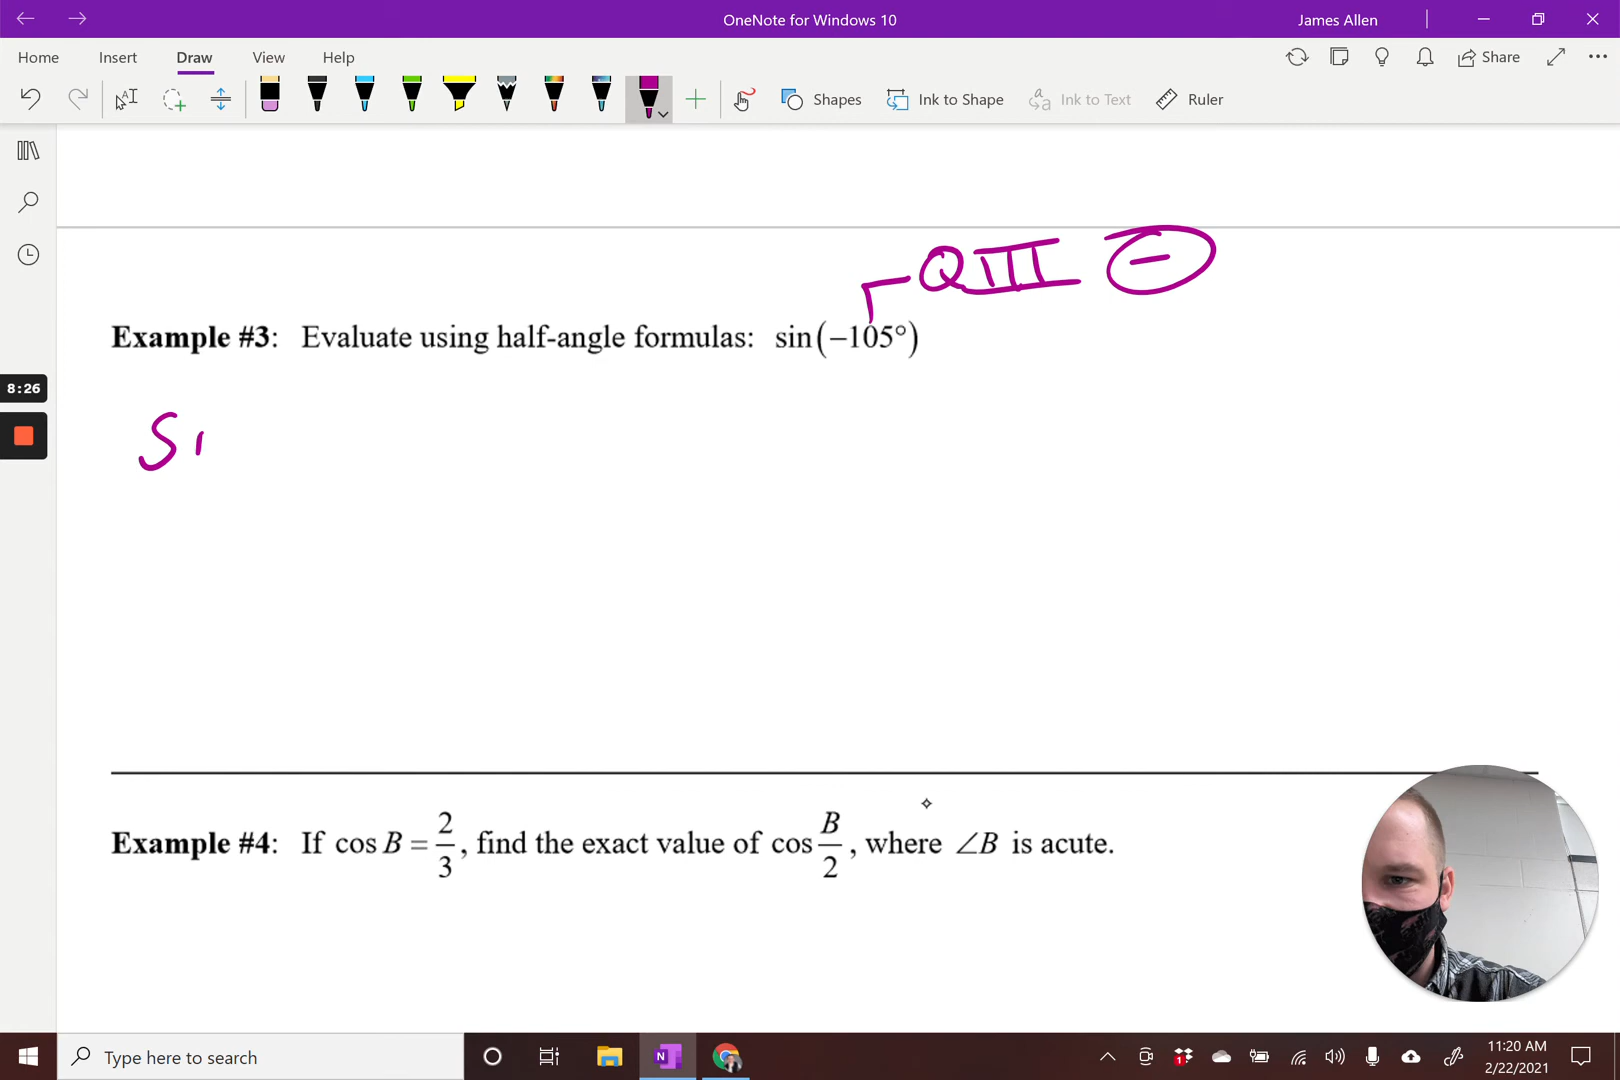 OneNote for Windows 10
James Allen
Home Insert Draw View Help
Share
Shapes Ink to Shape Ink to Text Ruler
QIII −
Example #3: Evaluate using half-angle formulas: sin(−105°)
8:26
SI
Example #4: If cos B = 2/3, find the exact value of cos B/2, where ∠B is acute.
Type here to search
11:20 AM
2/22/2021